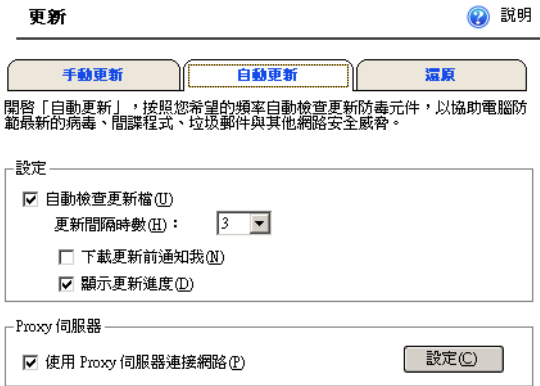 更新
說明
手動更新
自動更新
還原
開啓「自動更新」，按照您希望的頻率自動檢查更新防毒元件，以協助電腦防
範最新的病毒、間諜程式、垃圾郵件與其他網路安全威脅。
設定
自動檢查更新檔(U)
更新間隔時數(H)：
3
下載更新前通知我(N)
顯示更新進度(D)
Proxy 伺服器
使用 Proxy 伺服器連接網路(P)
設定(C)